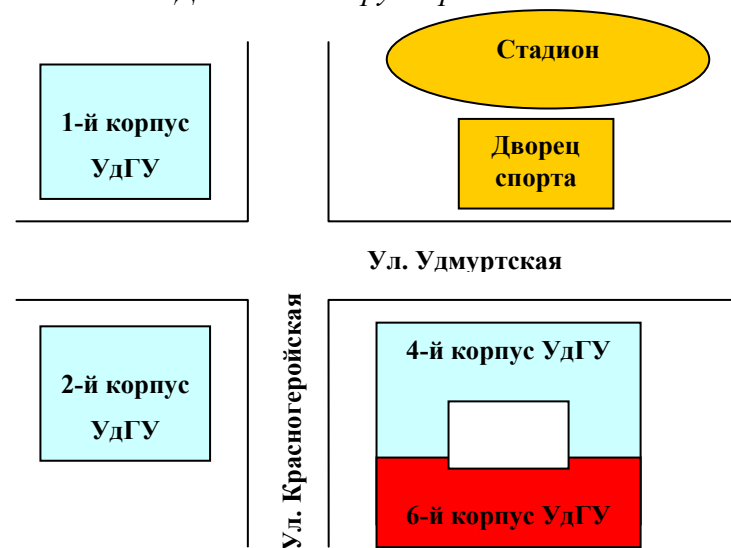 Стадион
1-й корпус
УдГУ
Дворец
спорта
Ул. Удмуртская
Ул. Красногеройская
4-й корпус УдГУ
2-й корпус
УдГУ
6-й корпус УдГУ